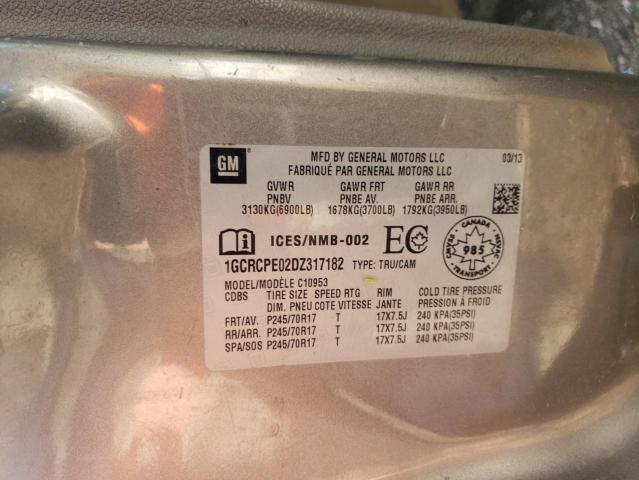 GM
MFD BY GENERAL MOTORS LLC 03/13
FABRIQUÉ PAR GENERAL MOTORS LLC
GVWR GAWR FRT GAWR RR
PNBV PNBE AV. PNBE ARR.
3130KG(6900LB) 1678KG(3700LB) 1792KG(3950LB)
ICES/NMB-002 EC
CANADA
CMVSS 985 NSVAC
TRANSPORT
1GCRCPE02DZ317182 TYPE: TRU/CAM
MODEL/MODÈLE C10953
CDBS TIRE SIZE SPEED RTG RIM COLD TIRE PRESSURE
DIM. PNEU COTE VITESSE JANTE PRESSION À FROID
FRT/AV. P245/70R17 T 17X7.5J 240 KPA(35PSI)
RR/ARR. P245/70R17 T 17X7.5J 240 KPA(35PSI)
SPA/SOS P245/70R17 T 17X7.5J 240 KPA(35PSI)